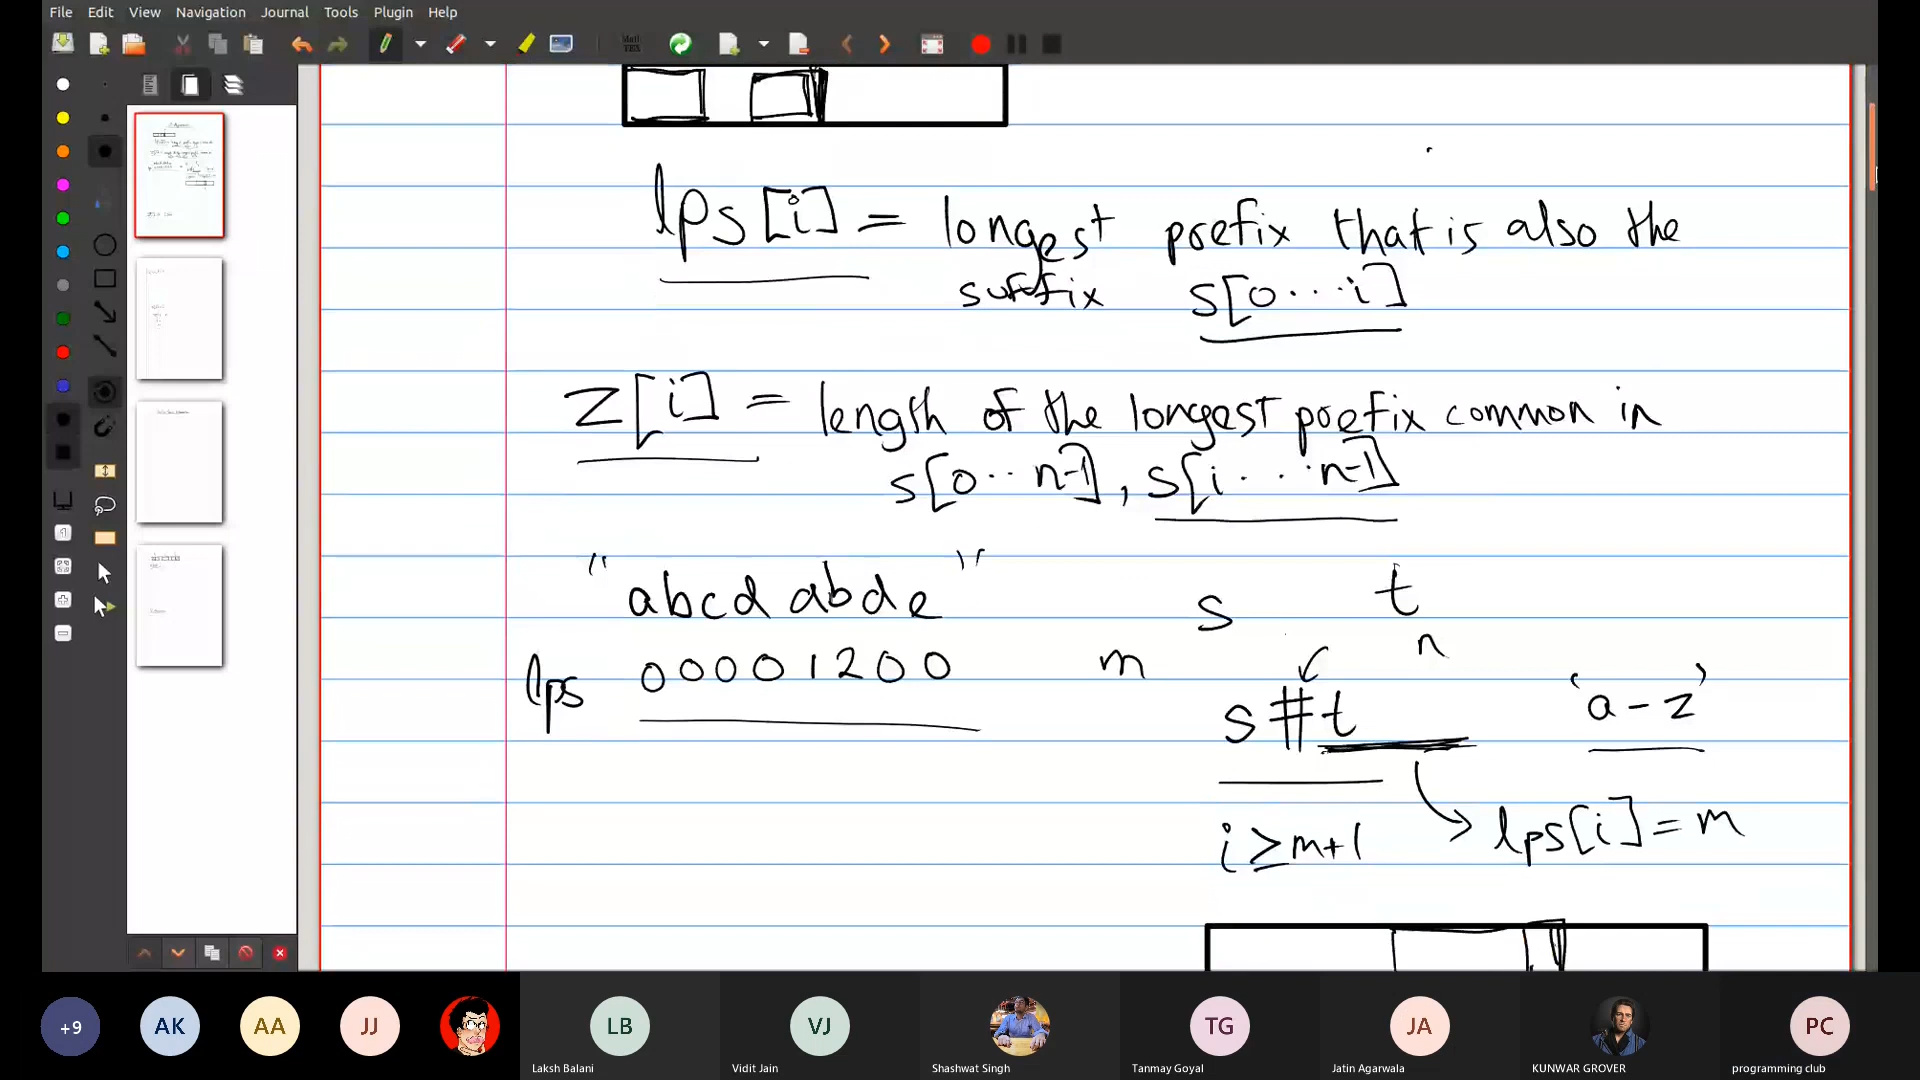 File Edit View Navigation Journal Tools Plugin Help
lps[i] = longest prefix that is also the
suffix s[0...i]
z[i] = length of the longest prefix common in
s[0..n-1], s[i...n-1]
"abcdabde"
lps 00001200
s t
m n
s#t 'a-z'
i≥m+1 lps[i]=m
+9 AK AA JJ LB VJ TG JA PC
Laksh Balani Vidit Jain Shashwat Singh Tanmay Goyal Jatin Agarwala KUNWAR GROVER programming club